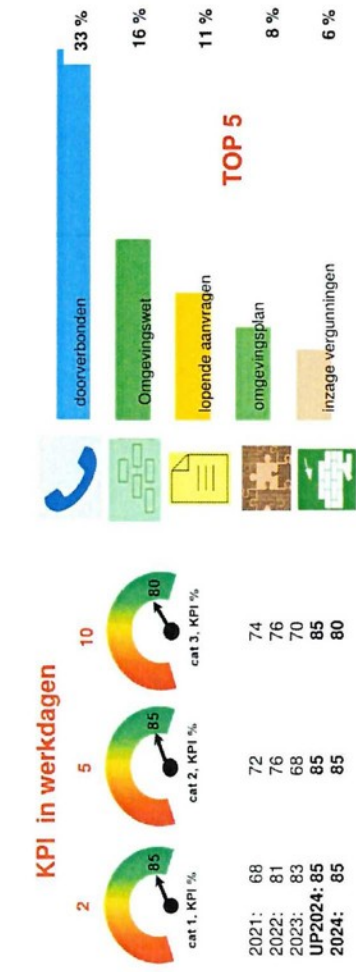 KPI in werkdagen
2 5 10
85 85 80
cat 1, KPI % cat 2, KPI % cat 3, KPI %
2021: 68 72 74
2022: 81 76 76
2023: 83 68 70
UP2024: 85 85 85
2024: 85 85 80
doorverbonden 33 %
Omgevingswet 16 %
lopende aanvragen 11 %
omgevingsplan 8 %
inzage vergunningen 6 %
TOP 5